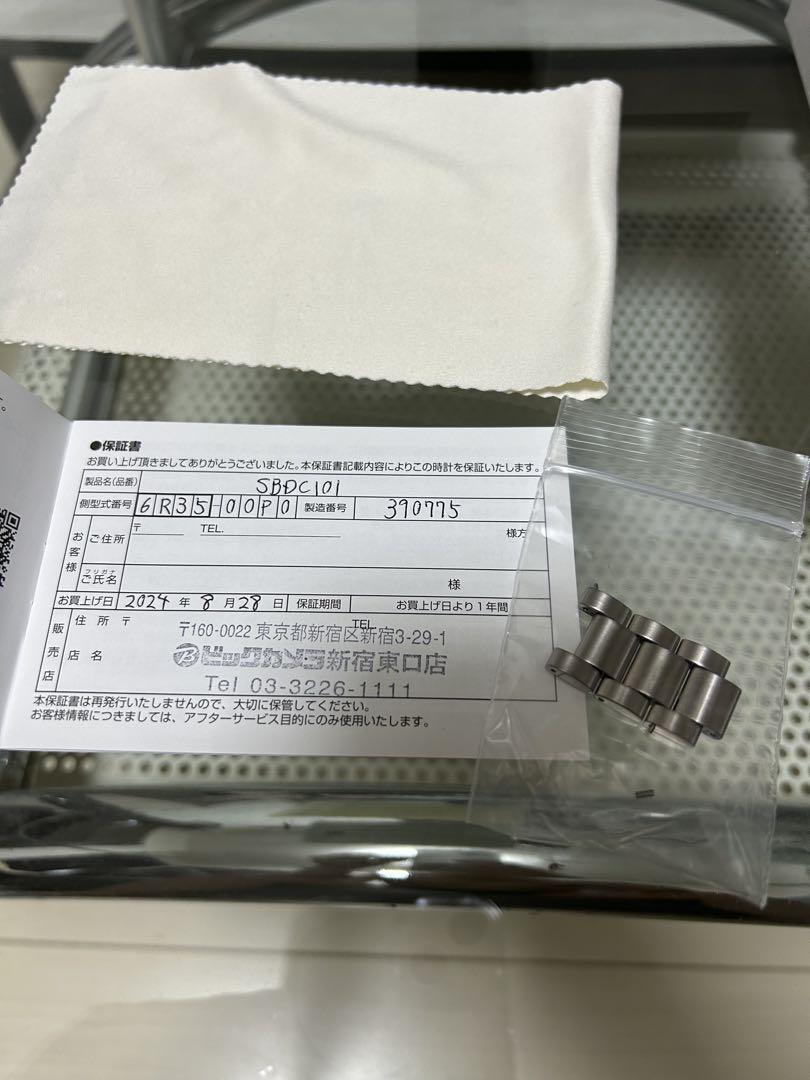 ●保証書
お買い上げ頂きましてありがとうございました。本保証書記載内容によりこの時計を保証いたします。
製品名(品番) SBDC101
側型式番号 6R35-00P0 製造番号 390775
お客様 ご住所 〒 TEL. 様方
フリガナ
ご氏名 様
お買上げ日 2024 年 8 月 28 日 保証期間 お買上げ日より1年間
販売店 住所 〒 TEL.
〒160-0022 東京都新宿区新宿3-29-1
店名 ビックカメラ新宿東口店
Tel 03-3226-1111
本保証書は再発行いたしませんので、大切に保管してください。
お客様情報につきましては、アフターサービス目的にのみ使用いたします。